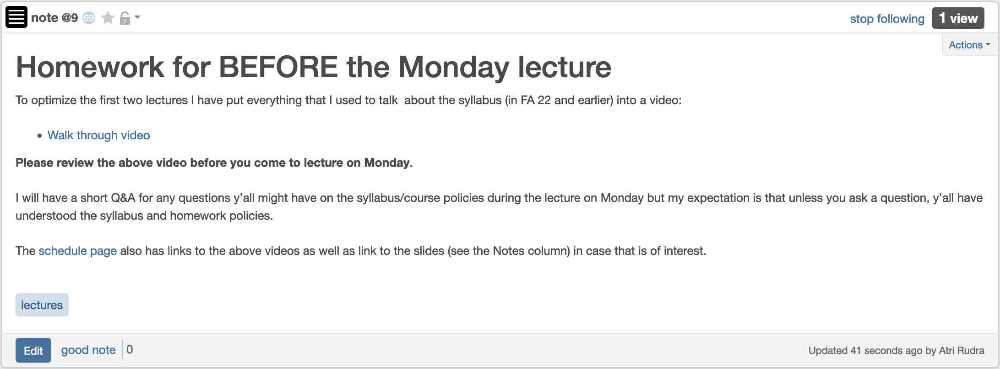 note @9
stop following
1 view
Actions
Homework for BEFORE the Monday lecture
To optimize the first two lectures I have put everything that I used to talk  about the syllabus (in FA 22 and earlier) into a video:
• Walk through video
Please review the above video before you come to lecture on Monday.
I will have a short Q&A for any questions y’all might have on the syllabus/course policies during the lecture on Monday but my expectation is that unless you ask a question, y’all have
understood the syllabus and homework policies.
The schedule page also has links to the above videos as well as link to the slides (see the Notes column) in case that is of interest.
lectures
Edit
good note
0
Updated 41 seconds ago by Atri Rudra